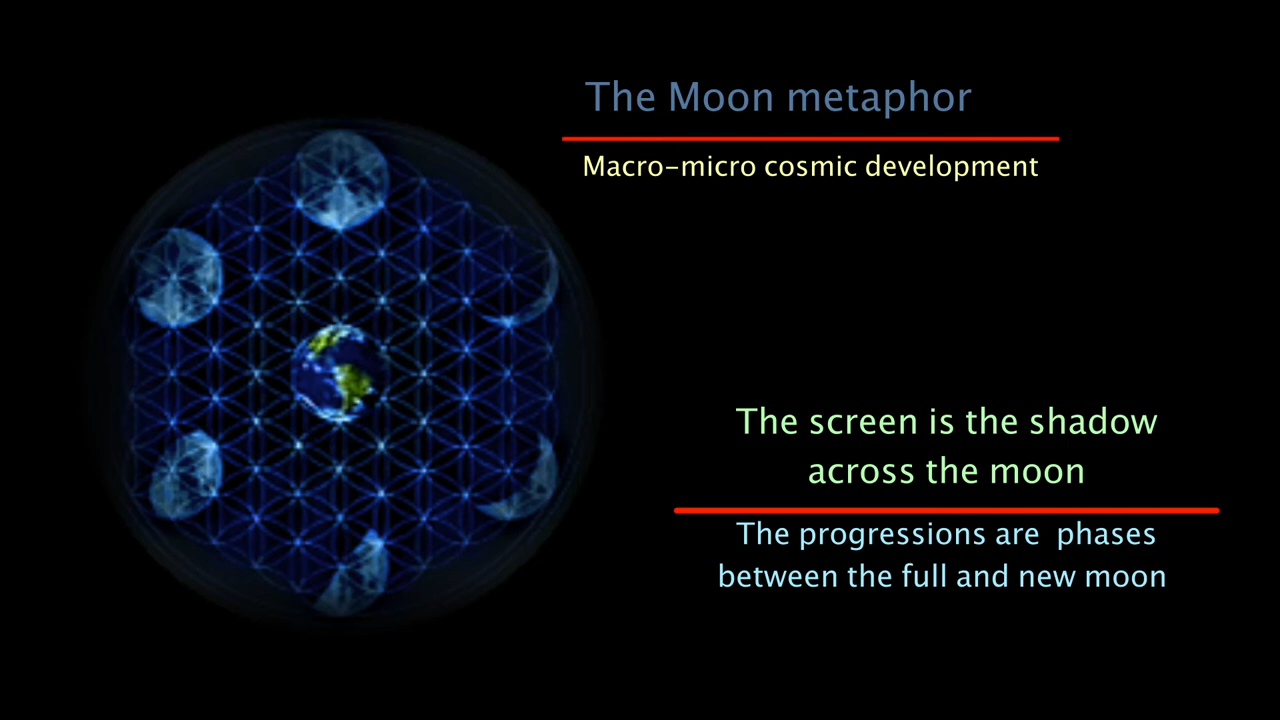 The Moon metaphor
Macro-micro cosmic development
The screen is the shadow
across the moon
The progressions are  phases
between the full and new moon